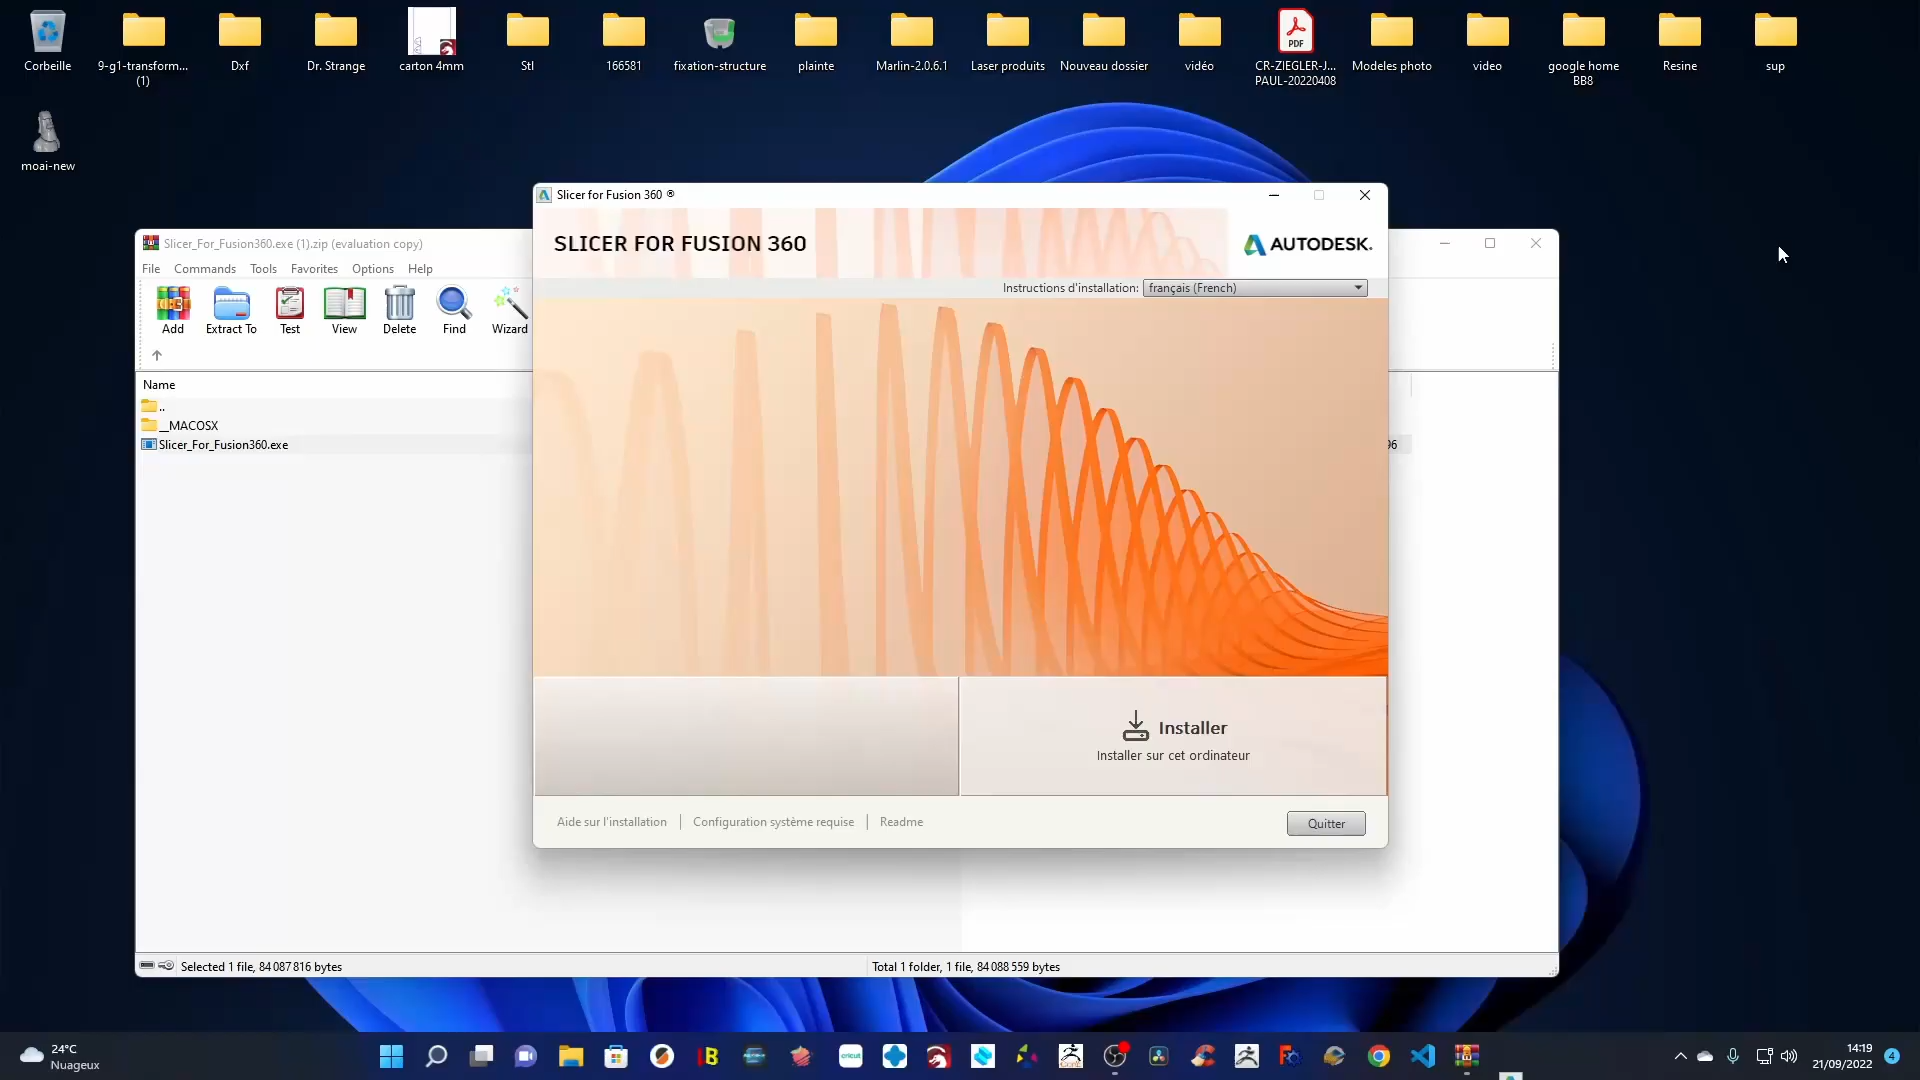 Corbeille
9-g1-transform...
(1)
Dxf
Dr. Strange
carton 4mm
Stl
166581
fixation-structure
plainte
Marlin-2.0.6.1
Laser produits
Nouveau dossier
vidéo
PDF
CR-ZIEGLER-J...
PAUL-20220408
Modeles photo
video
google home
BB8
Resine
sup
moai-new
Slicer_For_Fusion360.exe (1).zip (evaluation copy)
File Commands Tools Favorites Options Help
Add
Extract To
Test
View
Delete
Find
Wizard
Name
..
__MACOSX
Slicer_For_Fusion360.exe
96
Selected 1 file, 84 087 816 bytes
Total 1 folder, 1 file, 84 088 559 bytes
Slicer for Fusion 360 ®
SLICER FOR FUSION 360
AUTODESK.
Instructions d'installation: français (French)
Installer
Installer sur cet ordinateur
Aide sur l'installation | Configuration système requise | Readme
Quitter
24°C
Nuageux
cricut
14:19
21/09/2022
4